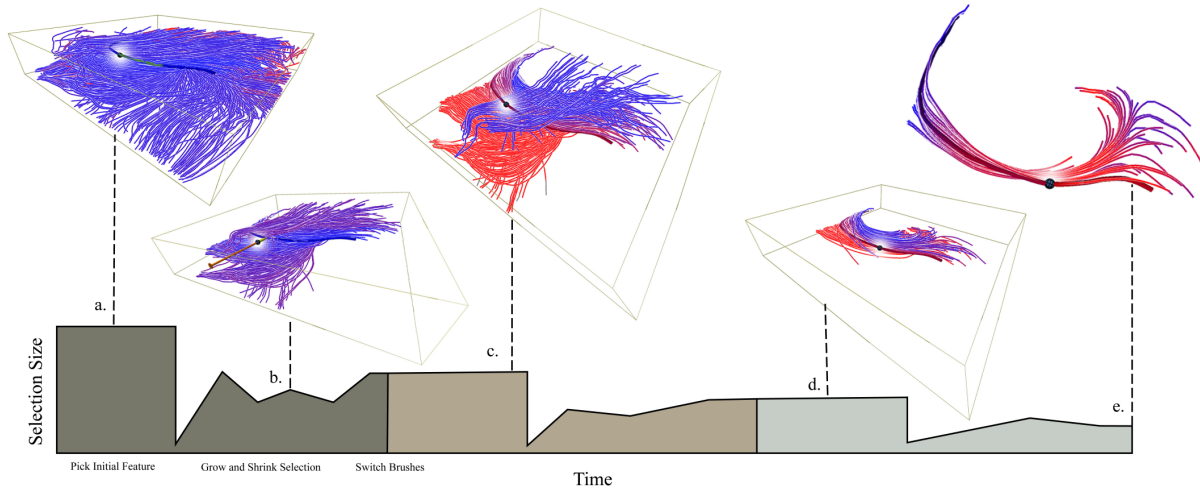 a.
b.
c.
d.
e.
Selection Size
Pick Initial Feature
Grow and Shrink Selection
Switch Brushes
Time